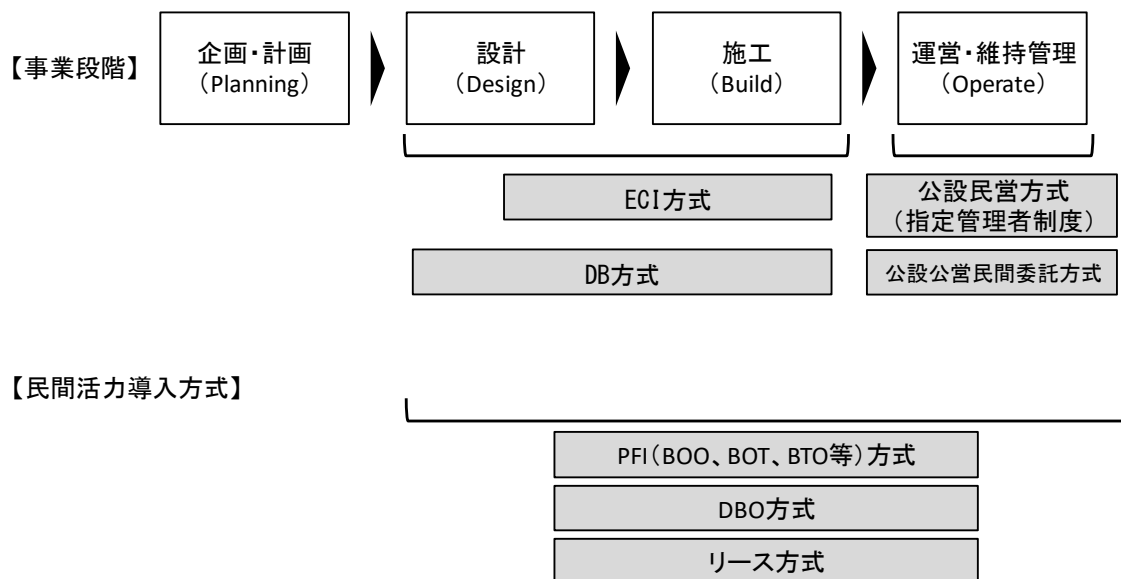 【事業段階】
企画・計画
（Planning）
設計
（Design）
施工
（Build）
運営・維持管理
（Operate）
ECI方式
公設民営方式
（指定管理者制度）
DB方式
公設公営民間委託方式
【民間活力導入方式】
PFI（BOO、BOT、BTO等）方式
DBO方式
リース方式